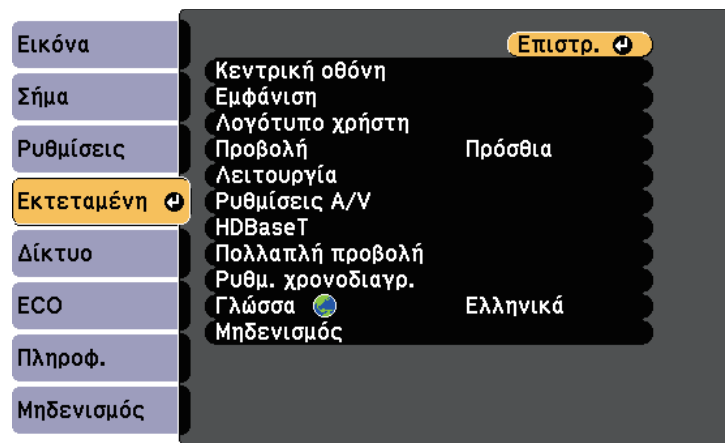 Εικόνα
Σήμα
Ρυθμίσεις
Εκτεταμένη
Δίκτυο
ECO
Πληροφ.
Μηδενισμός
Επιστρ.
Κεντρική οθόνη
Εμφάνιση
Λογότυπο χρήστη
Προβολή Πρόσθια
Λειτουργία
Ρυθμίσεις A/V
HDBaseT
Πολλαπλή προβολή
Ρυθμ. χρονοδιαγρ.
Γλώσσα Ελληνικά
Μηδενισμός